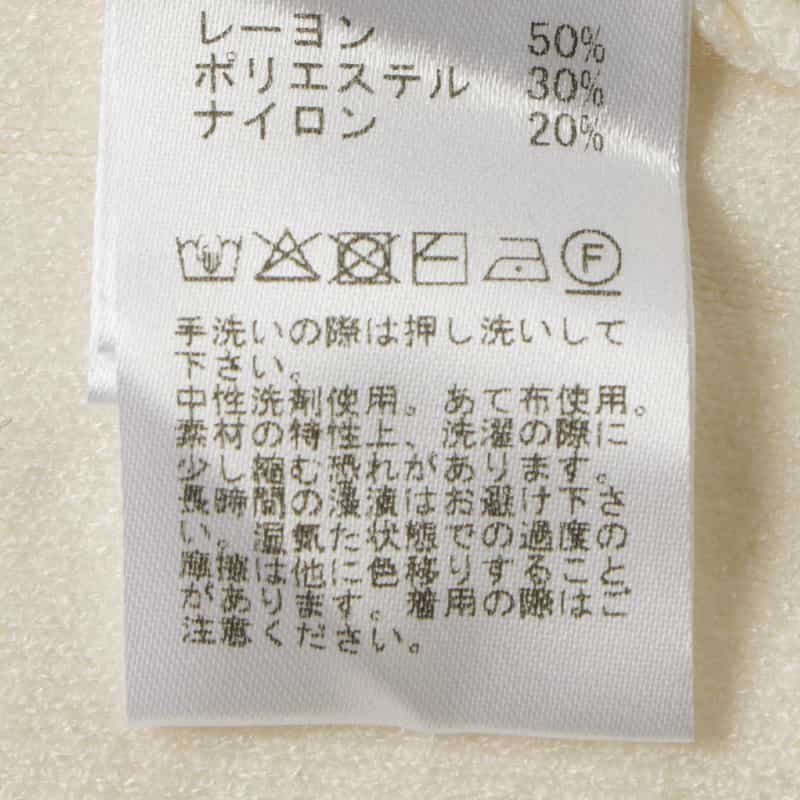 レーヨン 50%
ポリエステル 30%
ナイロン 20%
F
手洗いの際は押し洗いして
下さい。
中性洗剤使用。あて布使用。
素材の特性上、洗濯の際に
少し縮む恐れがあります。
長時間の濡れたはお避け下さ
い。湿気状態での過度の
摩擦は他に色移りすること
があります。着用の際はご
注意ください。